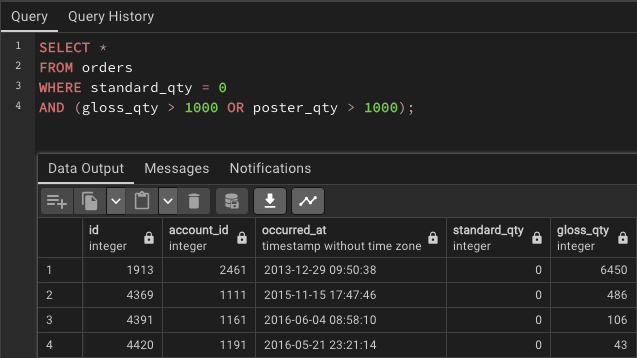 Query Query History
1 SELECT *
2 FROM orders
3 WHERE standard_qty = 0
4 AND (gloss_qty > 1000 OR poster_qty > 1000);
Data Output Messages Notifications
id account_id occurred_at standard_qty gloss_qty
integer integer timestamp without time zone integer integer
1 1913 2461 2013-12-29 09:50:38 0 6450
2 4369 1111 2015-11-15 17:47:46 0 486
3 4391 1161 2016-06-04 08:58:10 0 106
4 4420 1191 2016-05-21 23:21:14 0 43